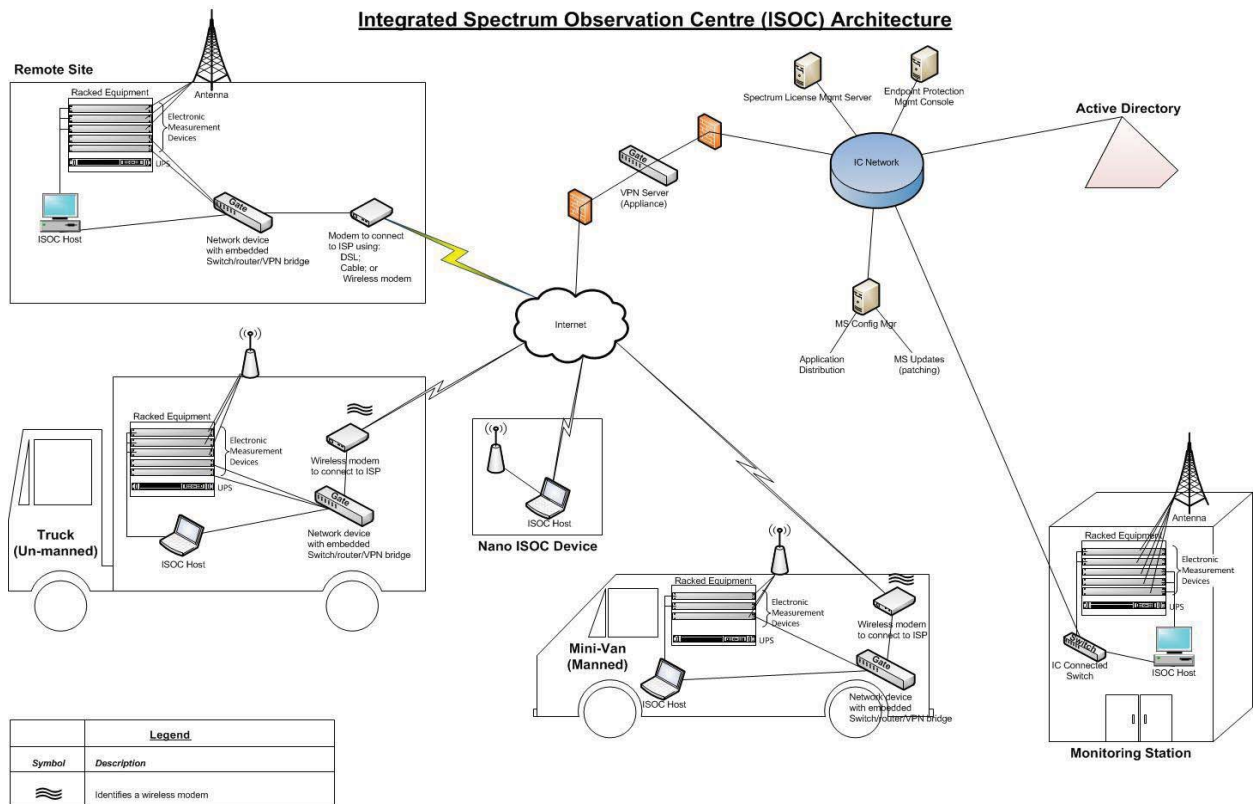 Integrated Spectrum Observation Centre (ISOC) Architecture
Remote Site
Antenna
Racked Equipment
Electronic
Measurement
Devices
UPS
ISOC Host
Gate
Network device
with embedded
Switch/router/VPN bridge
Modem to connect
to ISP using:
DSL;
Cable; or
Wireless modem
Spectrum License Mgmt Server
Endpoint Protection
Mgmt Console
Active Directory
Gate
VPN Server
(Appliance)
IC Network
MS Config Mgr
Application
Distribution
MS Updates
(patching)
Internet
Racked Equipment
Electronic
Measurement
Devices
UPS
Wireless modem
to connect to ISP
Gate
Network device
with embedded
Switch/router/VPN bridge
ISOC Host
Truck
(Un-manned)
ISOC Host
Nano ISOC Device
Racked Equipment
Electronic
Measurement
Devices
UPS
Wireless modem
to connect to ISP
Gate
Network device
with embedded
Switch/router/VPN bridge
ISOC Host
Mini-Van
(Manned)
Antenna
Racked Equipment
Electronic
Measurement
Devices
UPS
Switch
IC Connected
Switch
ISOC Host
Monitoring Station
Legend
Symbol Description
Identifies a wireless modem